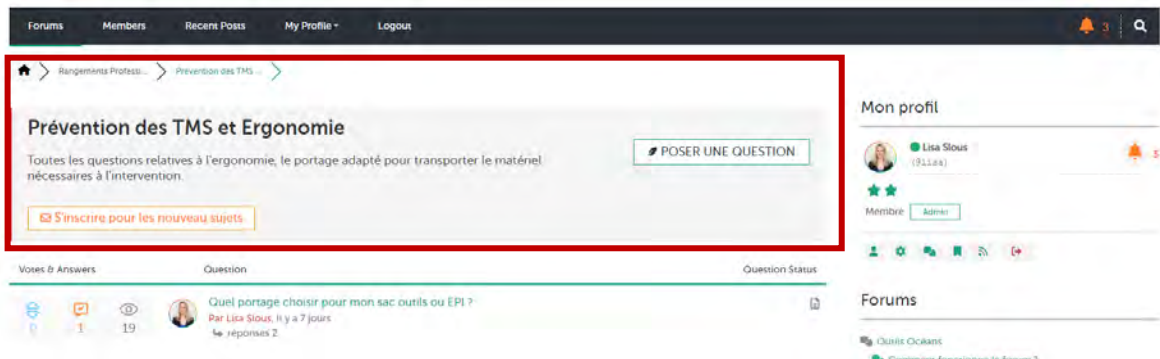 Forums Members Recent Posts My Profile Logout 3
Rangements Professi... Prévention des TMS ...
Prévention des TMS et Ergonomie
Toutes les questions relatives à l'ergonomie, le portage adapté pour transporter le matériel
nécessaires à l'intervention.
POSER UNE QUESTION
S'inscrire pour les nouveau sujets
Votes & Answers Question Question Status
Quel portage choisir pour mon sac outils ou EPI ?
Par Lisa Slous, Il y a 7 jours
réponses 2
0 1 19
Mon profil
Lisa Slous
3
Membre Admin
Forums
Outils Océans